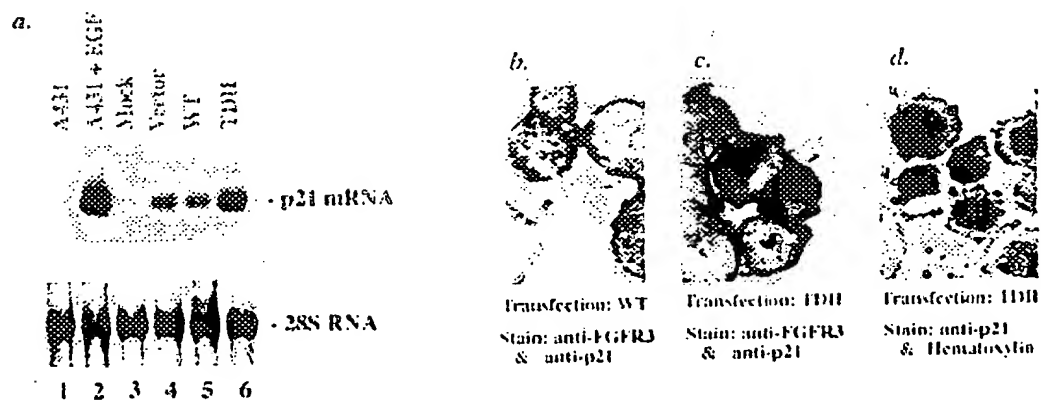 a.
A431
A431 + EGF
Mock
Vector
WT
TDII
- p21 mRNA
- 28S RNA
1 2 3 4 5 6
b.
Transfection: WT
Stain: anti-FGFR3
& anti-p21
c.
Transfection: TDII
Stain: anti-FGFR3
& anti-p21
d.
Transfection: TDII
Stain: anti-p21
& Hematoxylin